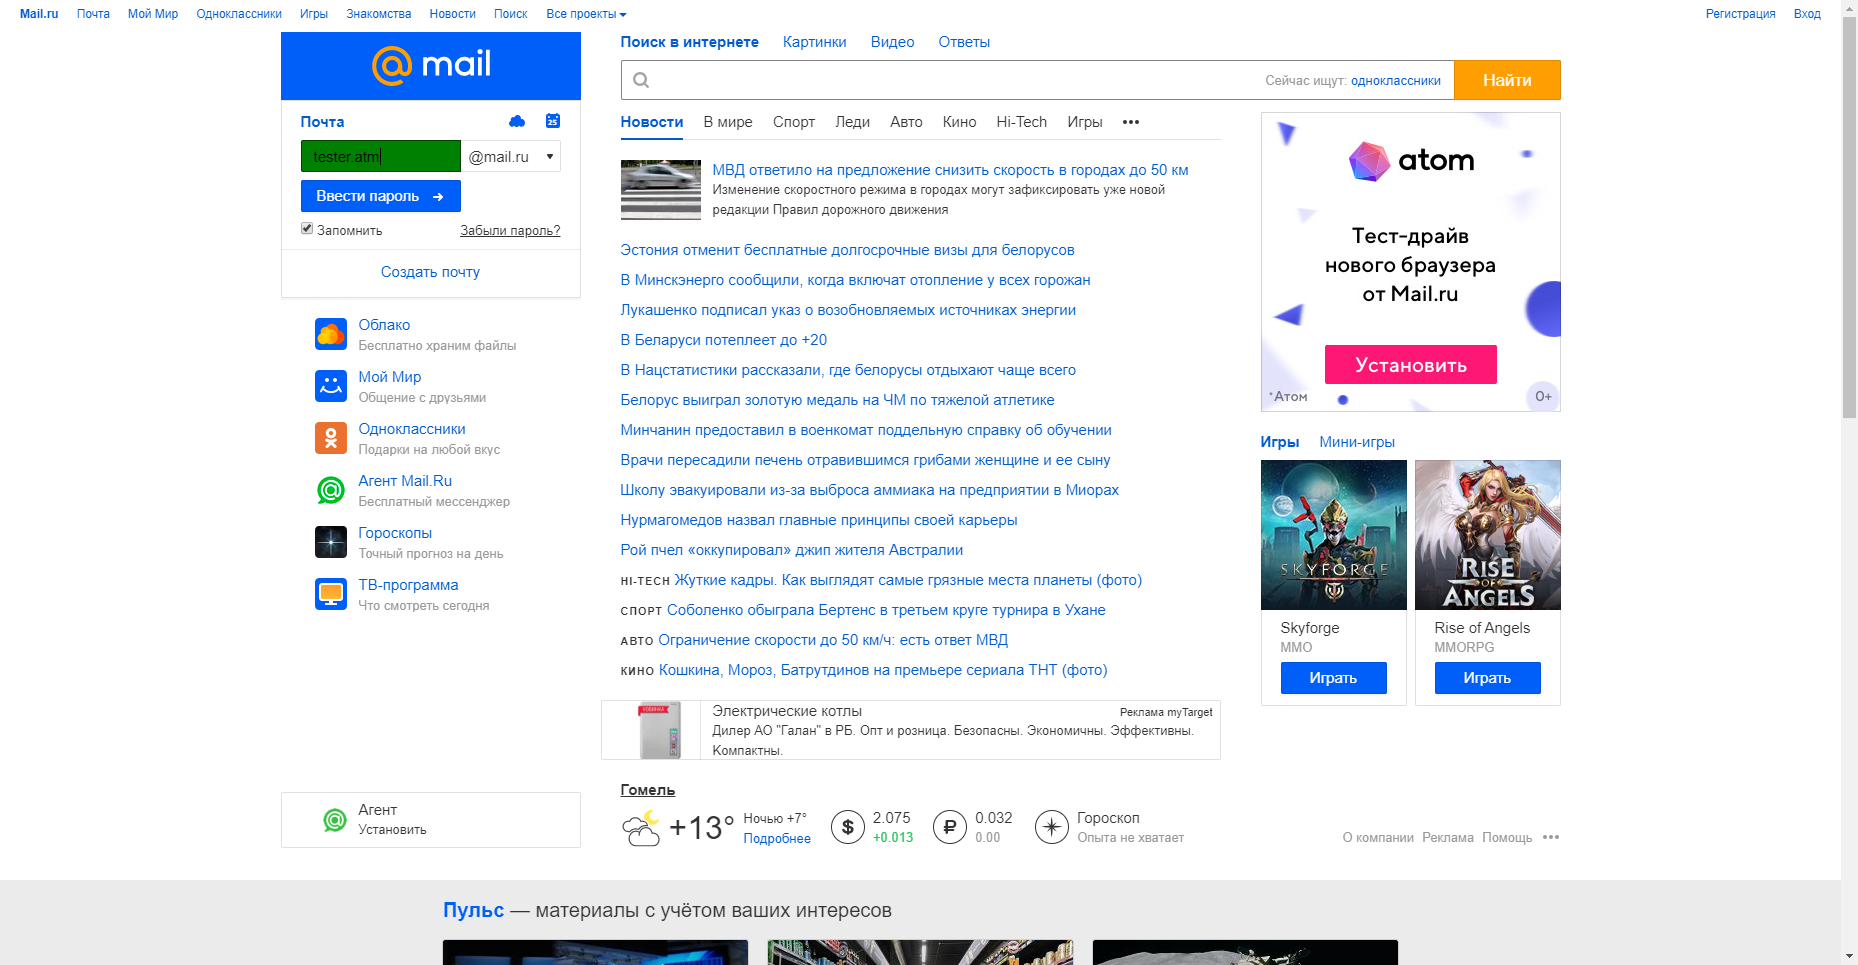 Mail.ru Почта Мой Мир Одноклассники Игры Знакомства Новости Поиск Все проекты Регистрация Вход
@mail
Почта
25
tester.atm @mail.ru
Ввести пароль →
Запомнить Забыли пароль?
Создать почту
Облако
Бесплатно храним файлы
Мой Мир
Общение с друзьями
Одноклассники
Подарки на любой вкус
Агент Mail.Ru
Бесплатный мессенджер
Гороскопы
Точный прогноз на день
ТВ-программа
Что смотреть сегодня
Агент
Установить
Поиск в интернете Картинки Видео Ответы
Сейчас ищут: одноклассники Найти
Новости В мире Спорт Леди Авто Кино Hi-Tech Игры •••
МВД ответило на предложение снизить скорость в городах до 50 км
Изменение скоростного режима в городах могут зафиксировать уже новой
редакции Правил дорожного движения
Эстония отменит бесплатные долгосрочные визы для белорусов
В Минскэнерго сообщили, когда включат отопление у всех горожан
Лукашенко подписал указ о возобновляемых источниках энергии
В Беларуси потеплеет до +20
В Нацстатистики рассказали, где белорусы отдыхают чаще всего
Белорус выиграл золотую медаль на ЧМ по тяжелой атлетике
Минчанин предоставил в военкомат поддельную справку об обучении
Врачи пересадили печень отравившимся грибами женщине и ее сыну
Школу эвакуировали из-за выброса аммиака на предприятии в Миорах
Нурмагомедов назвал главные принципы своей карьеры
Рой пчел «оккупировал» джип жителя Австралии
HI-TECH Жуткие кадры. Как выглядят самые грязные места планеты (фото)
СПОРТ Соболенко обыграла Бертенс в третьем круге турнира в Ухане
АВТО Ограничение скорости до 50 км/ч: есть ответ МВД
КИНО Кошкина, Мороз, Батрутдинов на премьере сериала ТНТ (фото)
НОВИНКА
Электрические котлы Реклама myTarget
Дилер АО "Галан" в РБ. Опт и розница. Безопасны. Экономичны. Эффективны.
Компактны.
Гомель
+13° Ночью +7° $ 2.075 ₽ 0.032 Гороскоп
Подробнее +0.013 0.00 Опыта не хватает
atom
Тест-драйв
нового браузера
от Mail.ru
Установить
*Атом 0+
Игры Мини-игры
SKYFORGE
RISE
OF
ANGELS
Skyforge Rise of Angels
MMO MMORPG
Играть Играть
О компании Реклама Помощь •••
Пульс — материалы с учётом ваших интересов